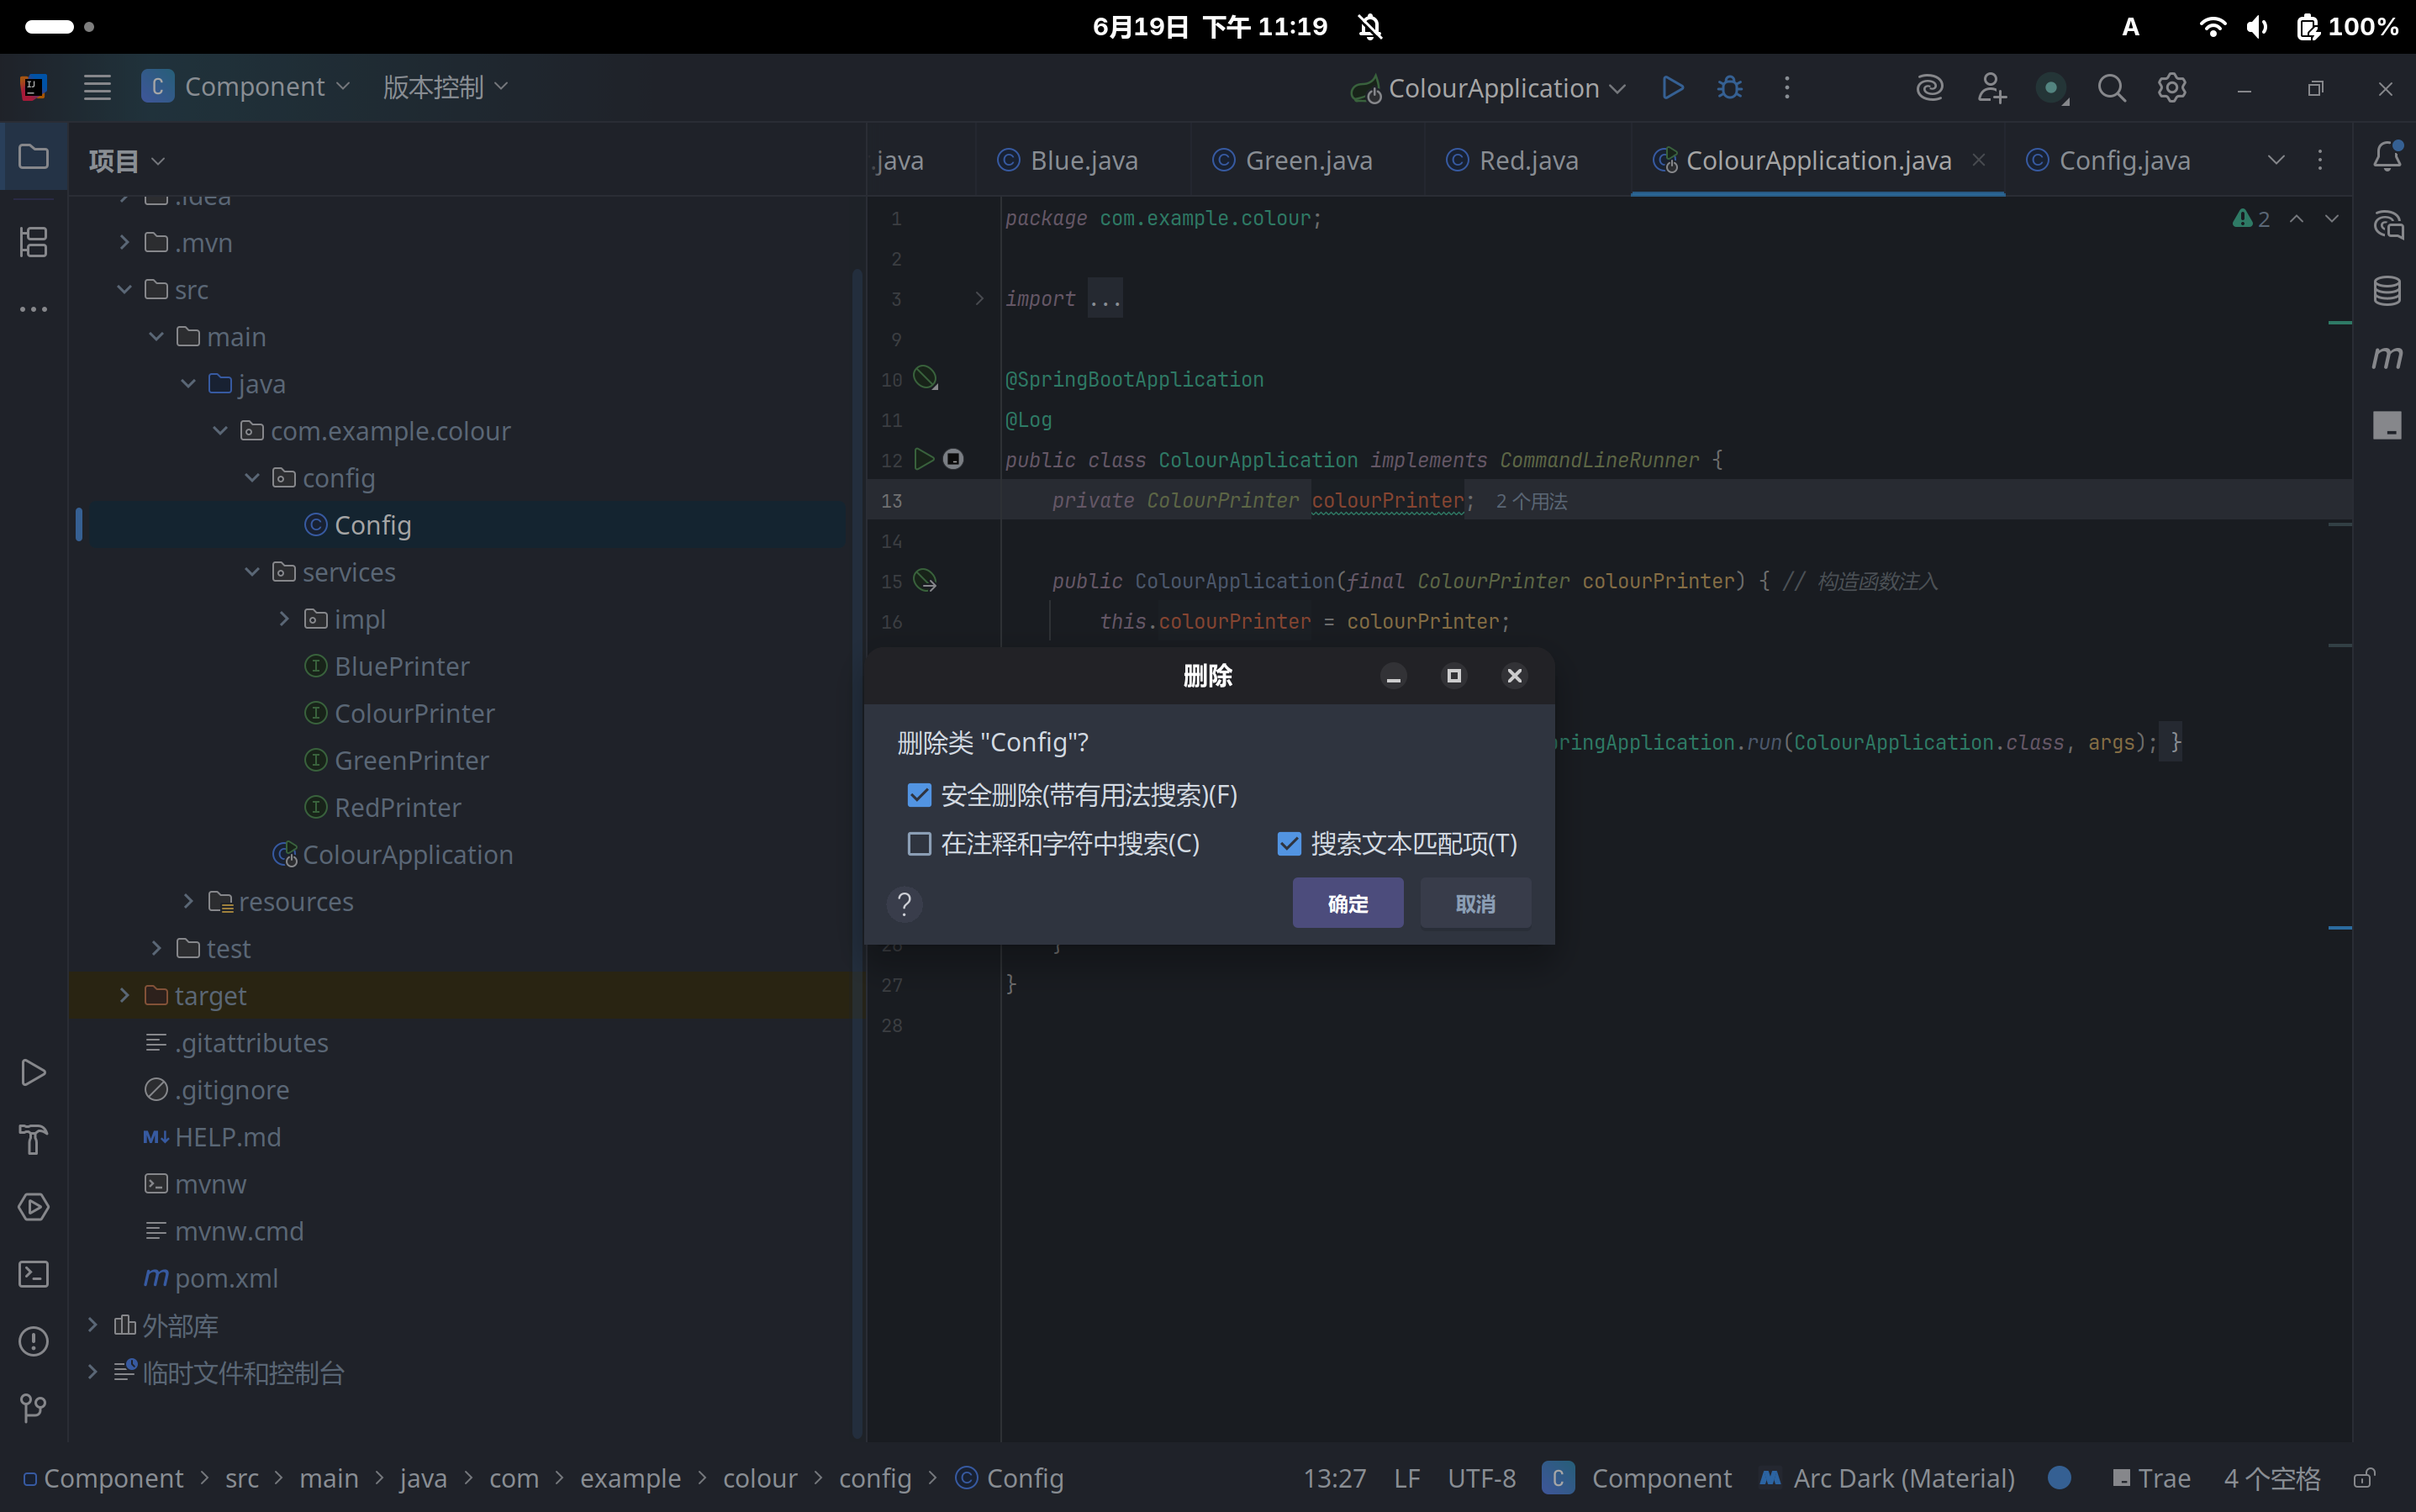 6月19日 下午 11:19
A
100%
Component
版本控制
ColourApplication
项目
.java
Blue.java
Green.java
Red.java
ColourApplication.java
Config.java
.idea
.mvn
src
main
java
com.example.colour
config
Config
services
impl
BluePrinter
ColourPrinter
GreenPrinter
RedPrinter
ColourApplication
resources
test
target
.gitattributes
.gitignore
HELP.md
mvnw
mvnw.cmd
pom.xml
外部库
临时文件和控制台
2
1 package com.example.colour;
2
3 import ...
9
10 @SpringBootApplication
11 @Log
12 public class ColourApplication implements CommandLineRunner {
13 private ColourPrinter colourPrinter; 2 个用法
14
15 public ColourApplication(final ColourPrinter colourPrinter) { // 构造函数注入
16 this.colourPrinter = colourPrinter;
ringApplication.run(ColourApplication.class, args); }
27 }
28
删除
删除类 "Config"?
安全删除(带有用法搜索)(F)
在注释和字符中搜索(C)
搜索文本匹配项(T)
?
确定
取消
Component > src > main > java > com > example > colour > config > Config
13:27
LF
UTF-8
C Component
Arc Dark (Material)
Trae
4 个空格